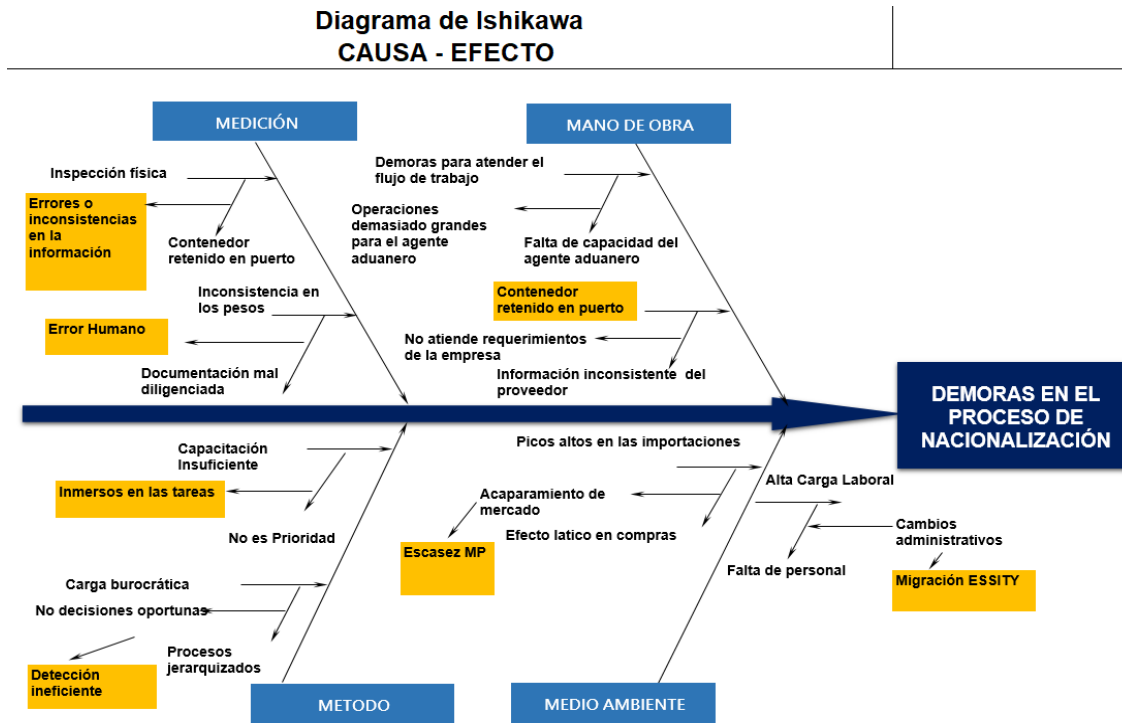 Diagrama de Ishikawa
CAUSA - EFECTO
MEDICIÓN
MANO DE OBRA
Inspección física
Errores o
inconsistencias
en la
información
Contenedor
retenido en puerto
Inconsistencia en
los pesos
Error Humano
Documentación mal
diligenciada
Demoras para atender el
flujo de trabajo
Operaciones
demasiado grandes
para el agente
aduanero
Falta de capacidad del
agente aduanero
Contenedor
retenido en puerto
No atiende requerimientos
de la empresa
Información inconsistente del
proveedor
DEMORAS EN EL
PROCESO DE
NACIONALIZACIÓN
Capacitación
Insuficiente
Inmersos en las tareas
No es Prioridad
Carga burocrática
No decisiones oportunas
Procesos
jerarquizados
Detección
ineficiente
Picos altos en las importaciones
Acaparamiento de
mercado
Efecto latico en compras
Escasez MP
Alta Carga Laboral
Cambios
administrativos
Falta de personal
Migración ESSITY
METODO
MEDIO AMBIENTE